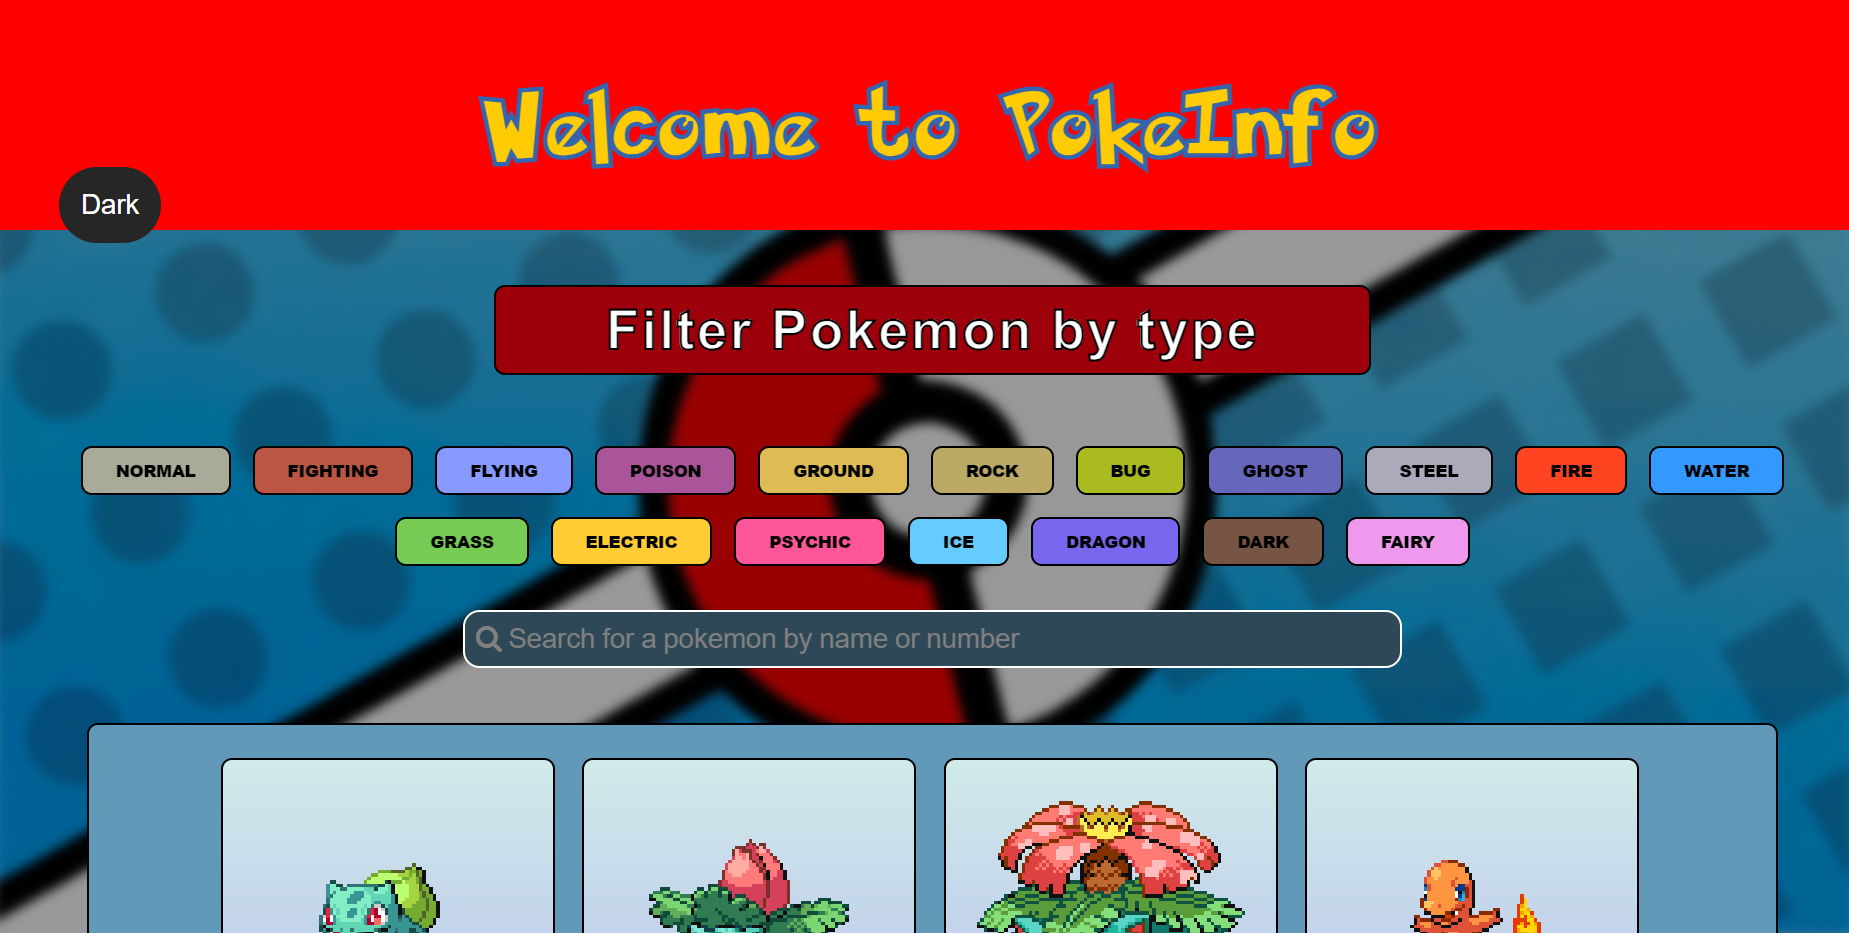 Welcome to PokeInfo
Dark
Filter Pokemon by type
NORMAL FIGHTING FLYING POISON GROUND ROCK BUG GHOST STEEL FIRE WATER
GRASS ELECTRIC PSYCHIC ICE DRAGON DARK FAIRY
Search for a pokemon by name or number